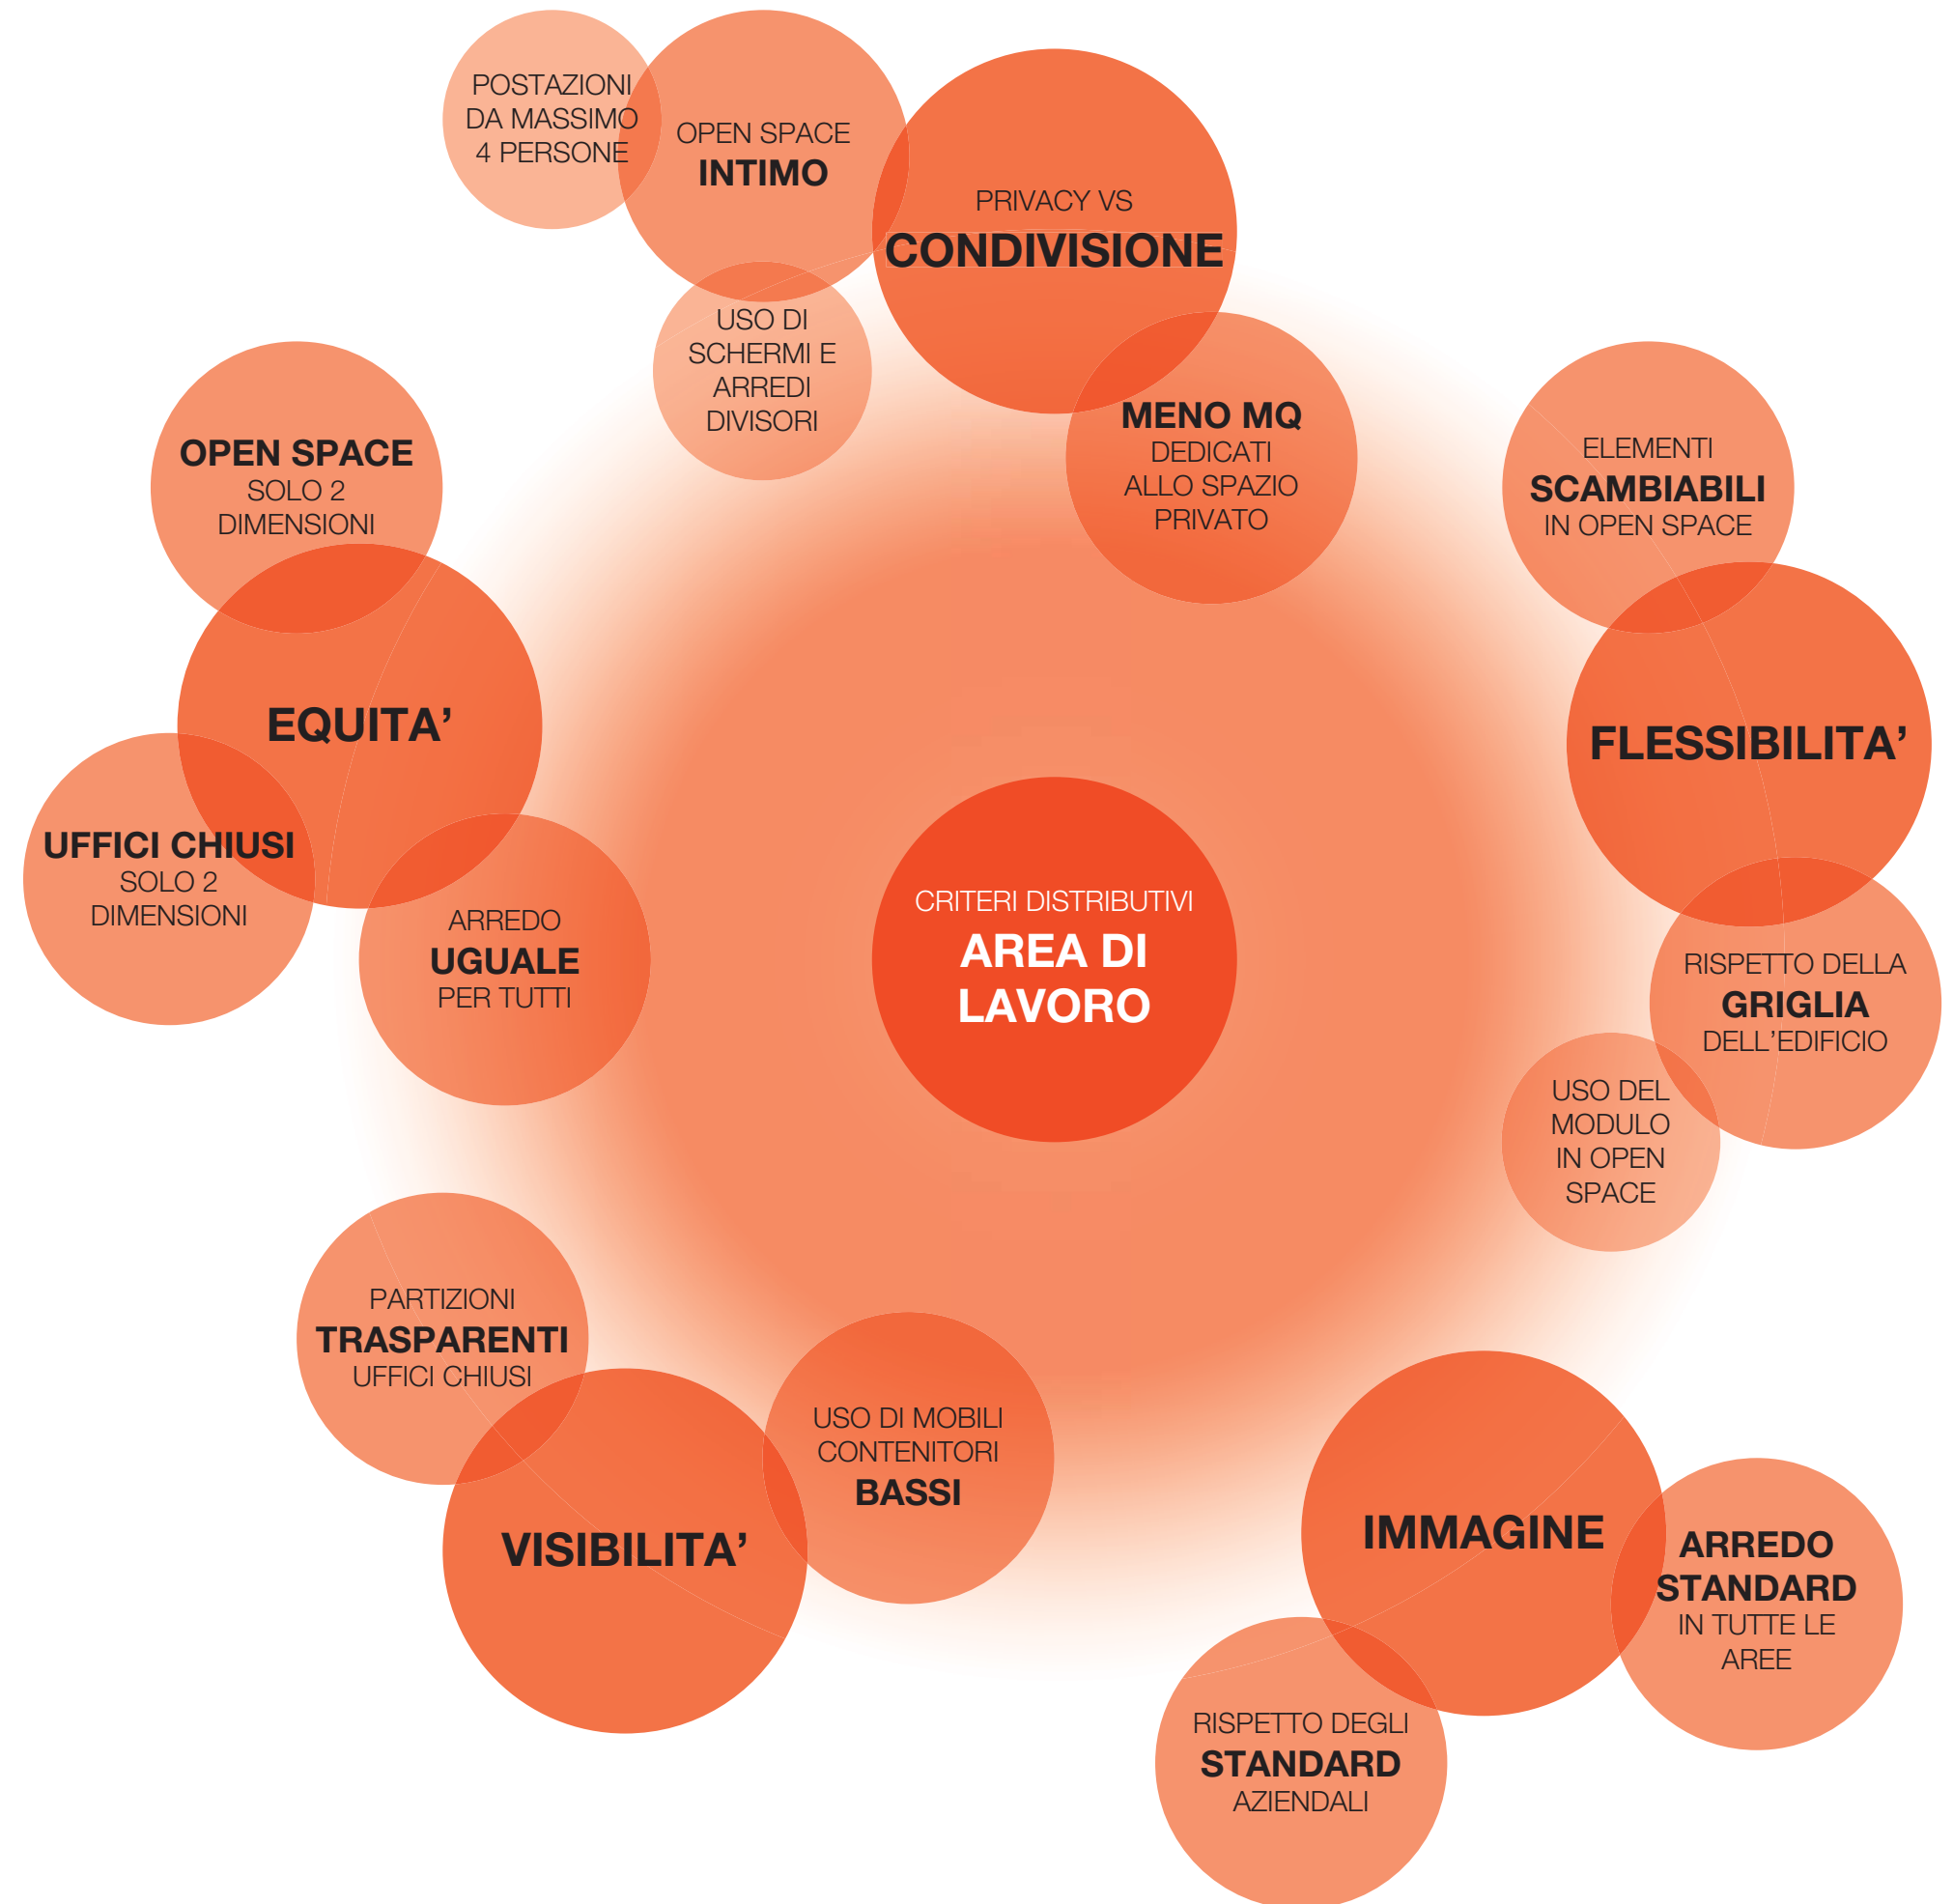 POSTAZIONI
DA MASSIMO
4 PERSONE
OPEN SPACE
INTIMO
PRIVACY VS
CONDIVISIONE
USO DI
SCHERMI E
ARREDI
DIVISORI
MENO MQ
DEDICATI
ALLO SPAZIO
PRIVATO
OPEN SPACE
SOLO 2
DIMENSIONI
EQUITA’
UFFICI CHIUSI
SOLO 2
DIMENSIONI
ARREDO
UGUALE
PER TUTTI
ELEMENTI
SCAMBIABILI
IN OPEN SPACE
FLESSIBILITA’
RISPETTO DELLA
GRIGLIA
DELL’EDIFICIO
USO DEL
MODULO
IN OPEN
SPACE
CRITERI DISTRIBUTIVI
AREA DI
LAVORO
PARTIZIONI
TRASPARENTI
UFFICI CHIUSI
VISIBILITA’
USO DI MOBILI
CONTENITORI
BASSI
IMMAGINE
ARREDO
STANDARD
IN TUTTE LE
AREE
RISPETTO DEGLI
STANDARD
AZIENDALI